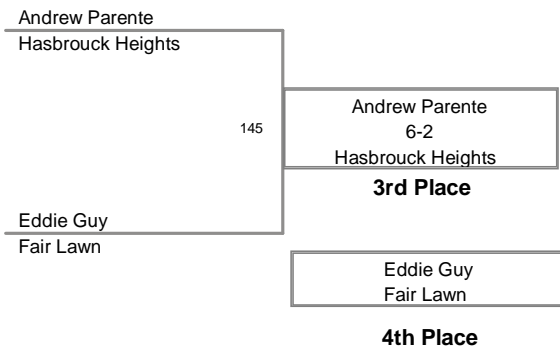 Andrew Parente
Hasbrouck Heights
145
Andrew Parente
6-2
Hasbrouck Heights
3rd Place
Eddie Guy
Fair Lawn
Eddie Guy
Fair Lawn
4th Place